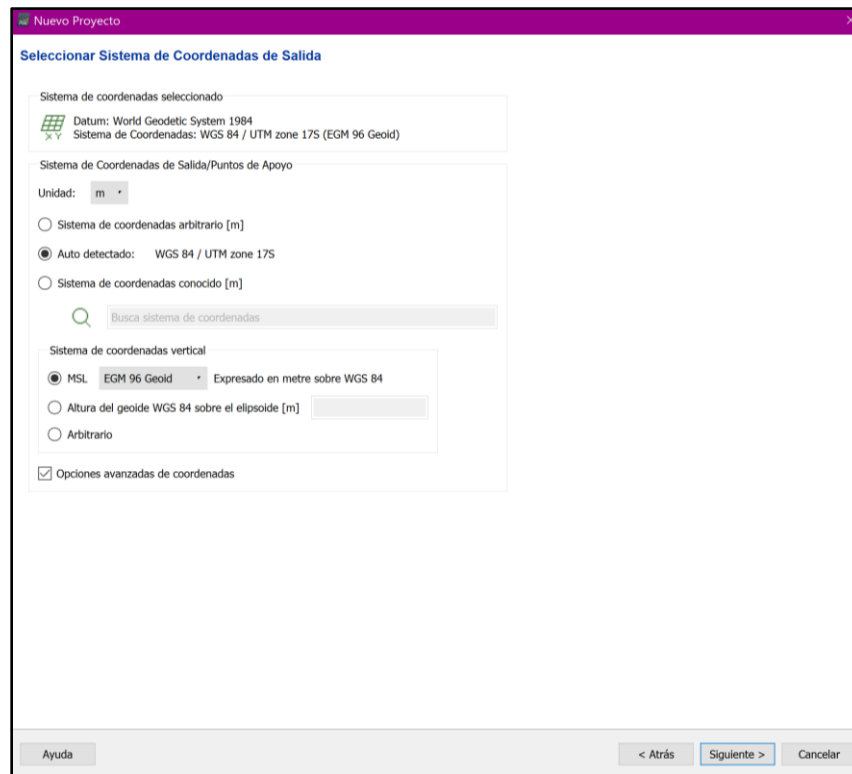 Nuevo Proyecto
Seleccionar Sistema de Coordenadas de Salida
Sistema de coordenadas seleccionado
Datum: World Geodetic System 1984
Sistema de Coordenadas: WGS 84 / UTM zone 17S (EGM 96 Geoid)
X Y
Sistema de Coordenadas de Salida/Puntos de Apoyo
Unidad: m
Sistema de coordenadas arbitrario [m]
Auto detectado: WGS 84 / UTM zone 17S
Sistema de coordenadas conocido [m]
Busca sistema de coordenadas
Sistema de coordenadas vertical
MSL EGM 96 Geoid Expresado en metre sobre WGS 84
Altura del geoide WGS 84 sobre el elipsoide [m]
Arbitrario
Opciones avanzadas de coordenadas
Ayuda < Atrás Siguiente > Cancelar